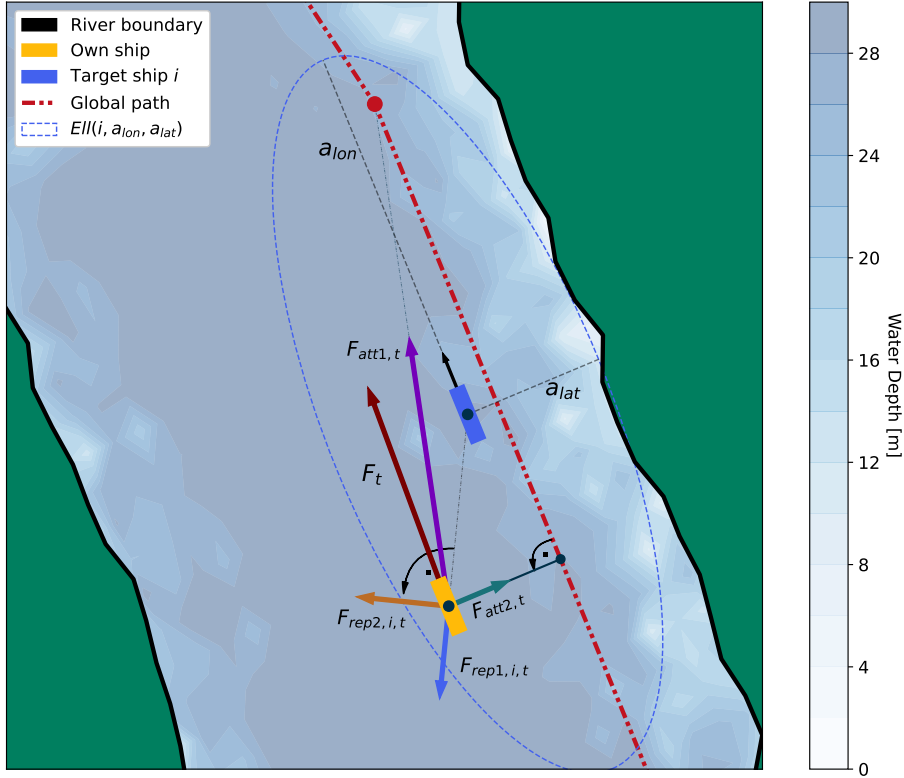 River boundary
Own ship
Target ship i
Global path
Ell(i, a_lon, a_lat)
a_lon
F_att1,t
a_lat
F_t
F_att2,t
F_rep2,i,t
F_rep1,i,t
28
24
20
16
12
8
4
0
Water Depth [m]